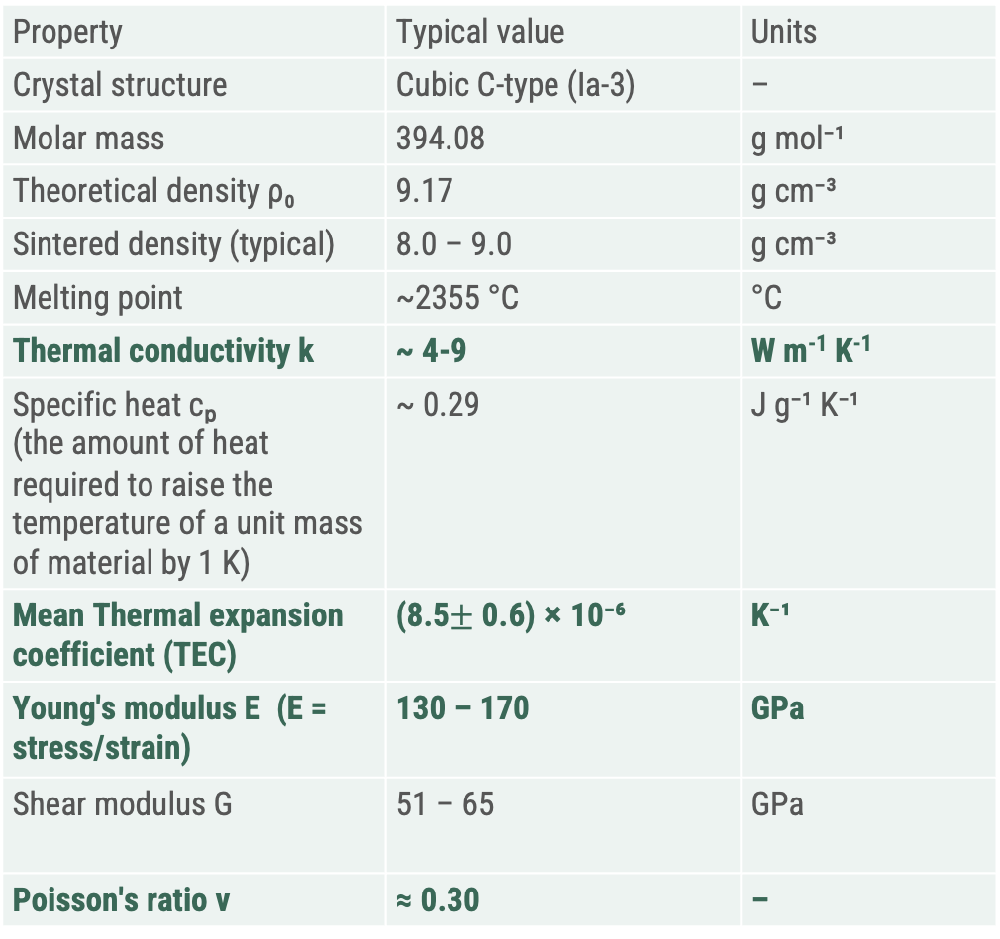 Property Typical value Units
Crystal structure Cubic C-type (Ia-3) –
Molar mass 394.08 g mol⁻¹
Theoretical density ρ₀ 9.17 g cm⁻³
Sintered density (typical) 8.0 – 9.0 g cm⁻³
Melting point ~2355 °C °C
Thermal conductivity k ~ 4-9 W m⁻¹ K⁻¹
Specific heat cₚ ~ 0.29 J g⁻¹ K⁻¹
(the amount of heat
required to raise the
temperature of a unit mass
of material by 1 K)
Mean Thermal expansion (8.5± 0.6) × 10⁻⁶ K⁻¹
coefficient (TEC)
Young's modulus E (E = 130 – 170 GPa
stress/strain)
Shear modulus G 51 – 65 GPa
Poisson's ratio ν ≈ 0.30 –